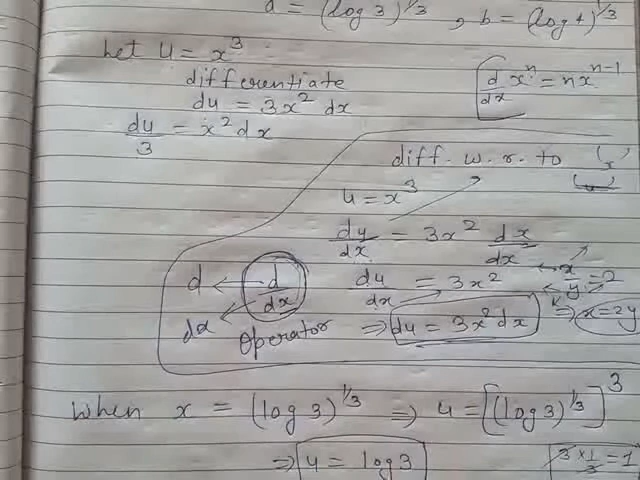 a = (log 3)^1/3 , b = (log 4)^1/3
Let u = x^3
differentiate
du = 3x^2 dx
du/3 = x^2 dx
d/dx x^n = nx^n-1
diff. w. r. to (x)
u = x^3
du/dx = 3x^2 dx/dx
du/dx = 3x^2
x/y = 2
⇒ du = 3x^2 dx ⇒ x = 2y
d ← d/dx
dx
Operator
When x = (log 3)^1/3 ⇒ u = [(log 3)^1/3]^3
⇒ u = log 3
3 × 1/3 = 1